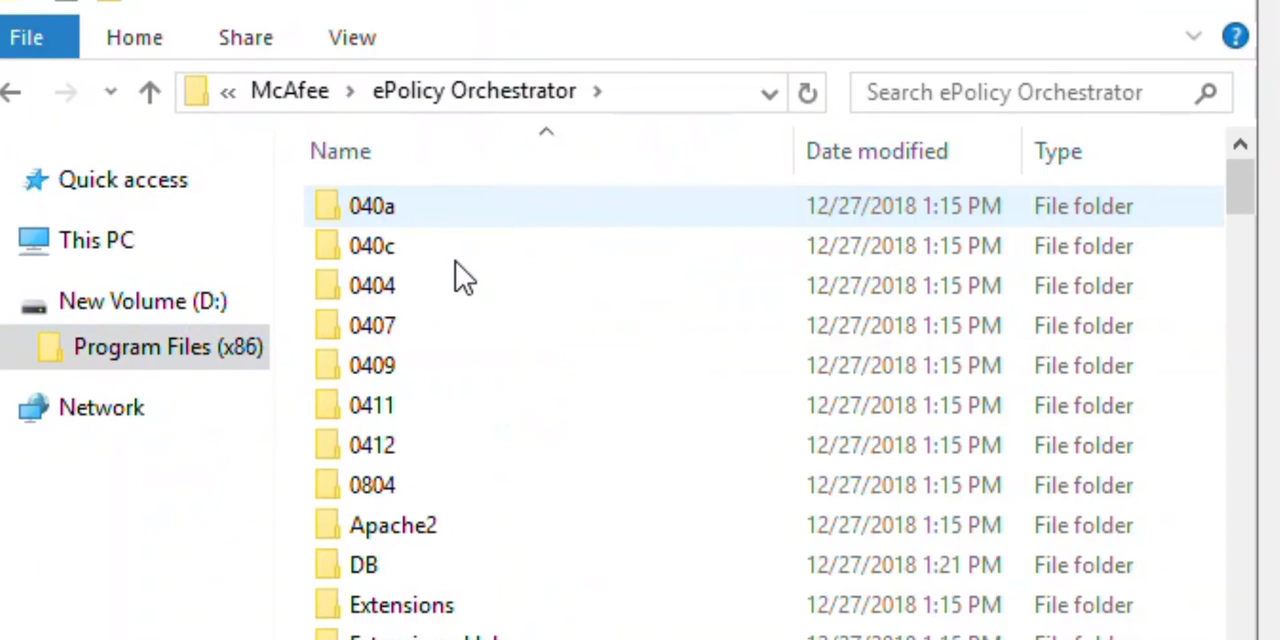 File Home Share View
« McAfee > ePolicy Orchestrator > Search ePolicy Orchestrator
Name Date modified Type
Quick access
This PC
New Volume (D:)
Program Files (x86)
Network
040a 12/27/2018 1:15 PM File folder
040c 12/27/2018 1:15 PM File folder
0404 12/27/2018 1:15 PM File folder
0407 12/27/2018 1:15 PM File folder
0409 12/27/2018 1:15 PM File folder
0411 12/27/2018 1:15 PM File folder
0412 12/27/2018 1:15 PM File folder
0804 12/27/2018 1:15 PM File folder
Apache2 12/27/2018 1:15 PM File folder
DB 12/27/2018 1:21 PM File folder
Extensions 12/27/2018 1:15 PM File folder